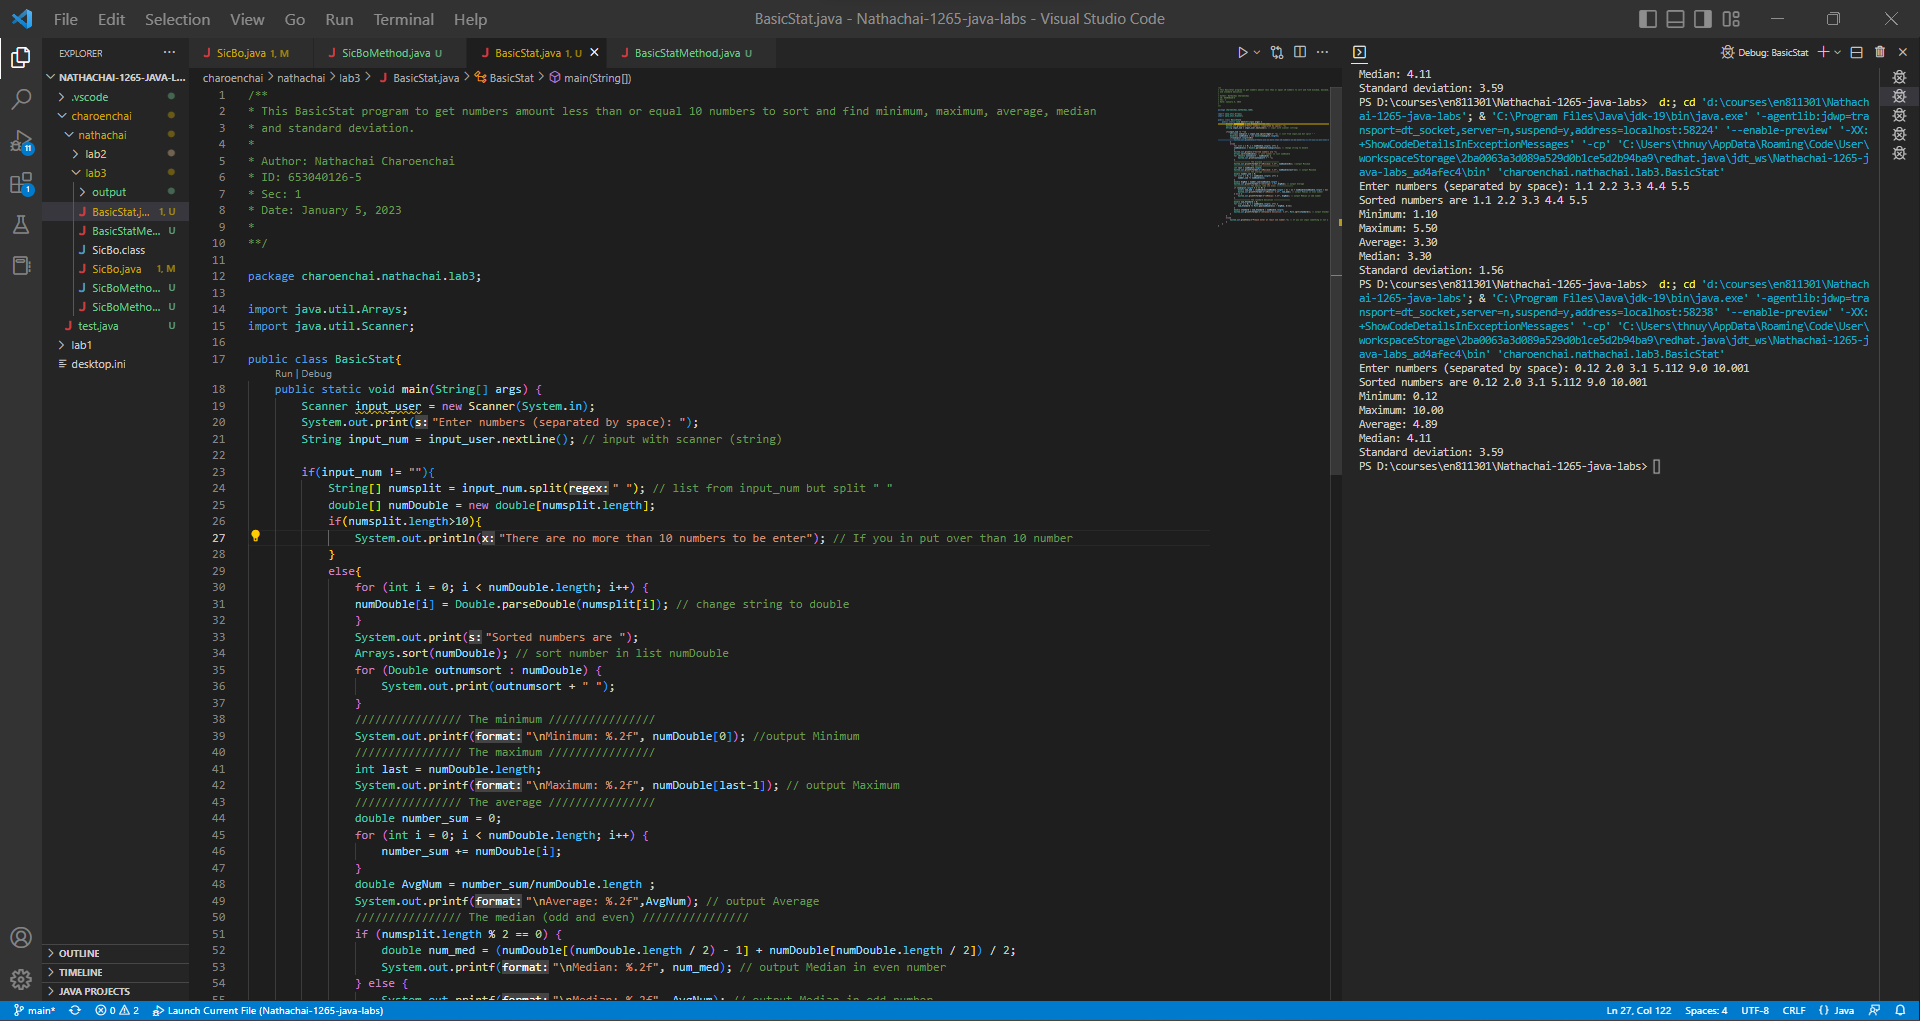 File Edit Selection View Go Run Terminal Help
BasicStat.java - Nathachai-1265-java-labs - Visual Studio Code
EXPLORER ...
NATHACHAI-1265-JAVA-L...
.vscode
charoenchai
nathachai
lab2
lab3
output
BasicStat.j... 1, U
BasicStatMe... U
SicBo.class
SicBo.java 1, M
SicBoMetho... U
SicBoMetho... U
test.java U
lab1
desktop.ini
OUTLINE
TIMELINE
JAVA PROJECTS
11
1
SicBo.java 1, M
SicBoMethod.java U
BasicStat.java 1, U
BasicStatMethod.java U
charoenchai > nathachai > lab3 > BasicStat.java > BasicStat > main(String[])
1 /**
2 * This BasicStat program to get numbers amount less than or equal 10 numbers to sort and find minimum, maximum, average, median
3 * and standard deviation.
4 *
5 * Author: Nathachai Charoenchai
6 * ID: 653040126-5
7 * Sec: 1
8 * Date: January 5, 2023
9 *
10 **/
11
12 package charoenchai.nathachai.lab3;
13
14 import java.util.Arrays;
15 import java.util.Scanner;
16
17 public class BasicStat{
Run | Debug
18 public static void main(String[] args) {
19 Scanner input_user = new Scanner(System.in);
20 System.out.print(s: "Enter numbers (separated by space): ");
21 String input_num = input_user.nextLine(); // input with scanner (string)
22
23 if(input_num != ""){
24 String[] numsplit = input_num.split(regex: " "); // list from input_num but split " "
25 double[] numDouble = new double[numsplit.length];
26 if(numsplit.length>10){
27 System.out.println(x: "There are no more than 10 numbers to be enter"); // If you in put over than 10 number
28 }
29 else{
30 for (int i = 0; i < numDouble.length; i++) {
31 numDouble[i] = Double.parseDouble(numsplit[i]); // change string to double
32 }
33 System.out.print(s: "Sorted numbers are ");
34 Arrays.sort(numDouble); // sort number in list numDouble
35 for (Double outnumsort : numDouble) {
36 System.out.print(outnumsort + " ");
37 }
38 //////////////// The minimum ////////////////
39 System.out.printf(format: "\nMinimum: %.2f", numDouble[0]); //output Minimum
40 //////////////// The maximum ////////////////
41 int last = numDouble.length;
42 System.out.printf(format: "\nMaximum: %.2f", numDouble[last-1]); // output Maximum
43 //////////////// The average ////////////////
44 double number_sum = 0;
45 for (int i = 0; i < numDouble.length; i++) {
46 number_sum += numDouble[i];
47 }
48 double AvgNum = number_sum/numDouble.length ;
49 System.out.printf(format: "\nAverage: %.2f",AvgNum); // output Average
50 //////////////// The median (odd and even) ////////////////
51 if (numsplit.length % 2 == 0) {
52 double num_med = (numDouble[(numDouble.length / 2) - 1] + numDouble[numDouble.length / 2]) / 2;
53 System.out.printf(format: "\nMedian: %.2f", num_med); // output Median in even number
54 } else {
55 System.out.printf(format: "\nMedian: %.2f", AvgNum); // output Median in odd number
Debug: BasicStat
Median: 4.11
Standard deviation: 3.59
PS D:\courses\en811301\Nathachai-1265-java-labs> d:; cd 'd:\courses\en811301\Nathach
ai-1265-java-labs'; & 'C:\Program Files\Java\jdk-19\bin\java.exe' '-agentlib:jdwp=tra
nsport=dt_socket,server=n,suspend=y,address=localhost:58224' '--enable-preview' '-XX:
+ShowCodeDetailsInExceptionMessages' '-cp' 'C:\Users\thnuy\AppData\Roaming\Code\User\
workspaceStorage\2ba0063a3d089a529d0b1ce5d2b94ba9\redhat.java\jdt_ws\Nathachai-1265-j
ava-labs_ad4afec4\bin' 'charoenchai.nathachai.lab3.BasicStat'
Enter numbers (separated by space): 1.1 2.2 3.3 4.4 5.5
Sorted numbers are 1.1 2.2 3.3 4.4 5.5
Minimum: 1.10
Maximum: 5.50
Average: 3.30
Median: 3.30
Standard deviation: 1.56
PS D:\courses\en811301\Nathachai-1265-java-labs> d:; cd 'd:\courses\en811301\Nathach
ai-1265-java-labs'; & 'C:\Program Files\Java\jdk-19\bin\java.exe' '-agentlib:jdwp=tra
nsport=dt_socket,server=n,suspend=y,address=localhost:58238' '--enable-preview' '-XX:
+ShowCodeDetailsInExceptionMessages' '-cp' 'C:\Users\thnuy\AppData\Roaming\Code\User\
workspaceStorage\2ba0063a3d089a529d0b1ce5d2b94ba9\redhat.java\jdt_ws\Nathachai-1265-j
ava-labs_ad4afec4\bin' 'charoenchai.nathachai.lab3.BasicStat'
Enter numbers (separated by space): 0.12 2.0 3.1 5.112 9.0 10.001
Sorted numbers are 0.12 2.0 3.1 5.112 9.0 10.001
Minimum: 0.12
Maximum: 10.00
Average: 4.89
Median: 4.11
Standard deviation: 3.59
PS D:\courses\en811301\Nathachai-1265-java-labs>
main* 0 2 Launch Current File (Nathachai-1265-java-labs)
Ln 27, Col 122 Spaces: 4 UTF-8 CRLF {} Java